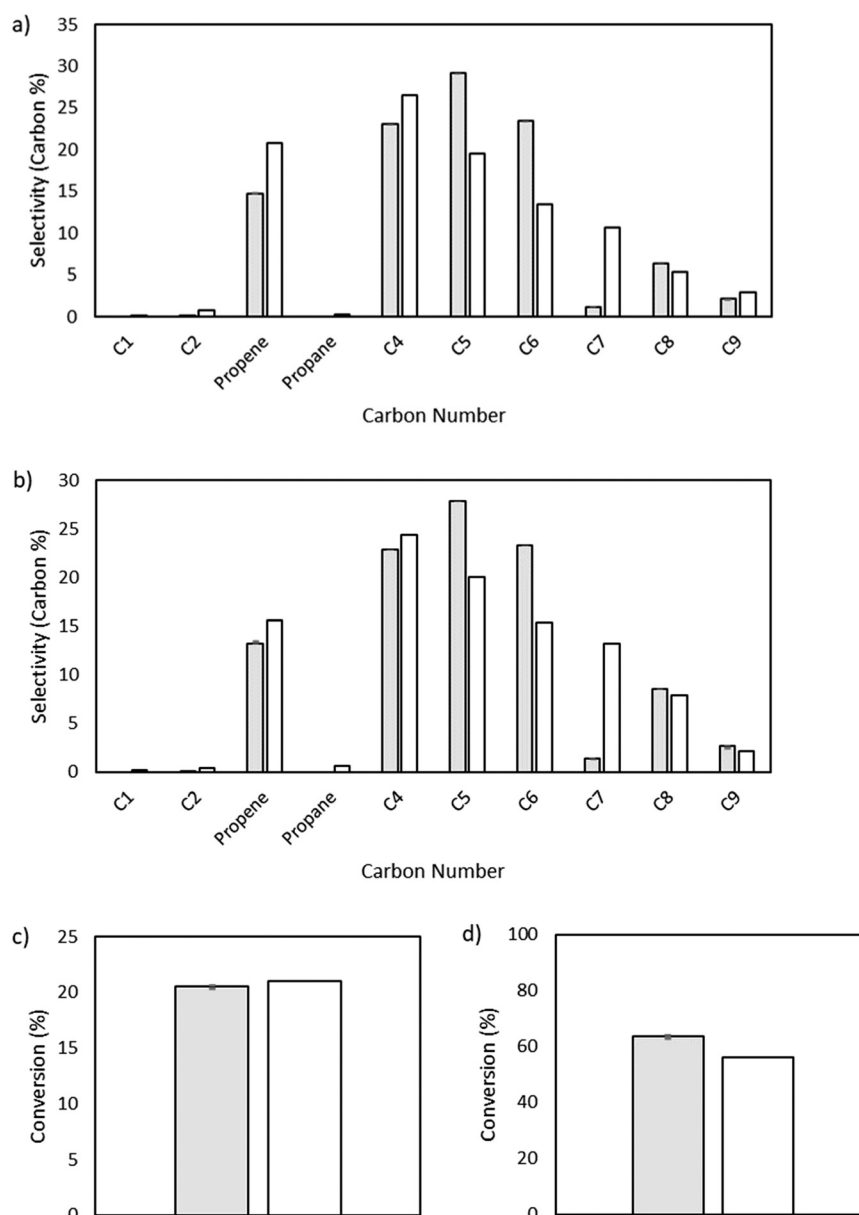 a)
35
30
25
20
15
10
5
0
Selectivity (Carbon %)
C1
C2
Propene
Propane
C4
C5
C6
C7
C8
C9
Carbon Number
b)
30
25
20
15
10
5
0
Selectivity (Carbon %)
C1
C2
Propene
Propane
C4
C5
C6
C7
C8
C9
Carbon Number
c)
25
20
15
10
5
0
Conversion (%)
d)
100
80
60
40
20
0
Conversion (%)